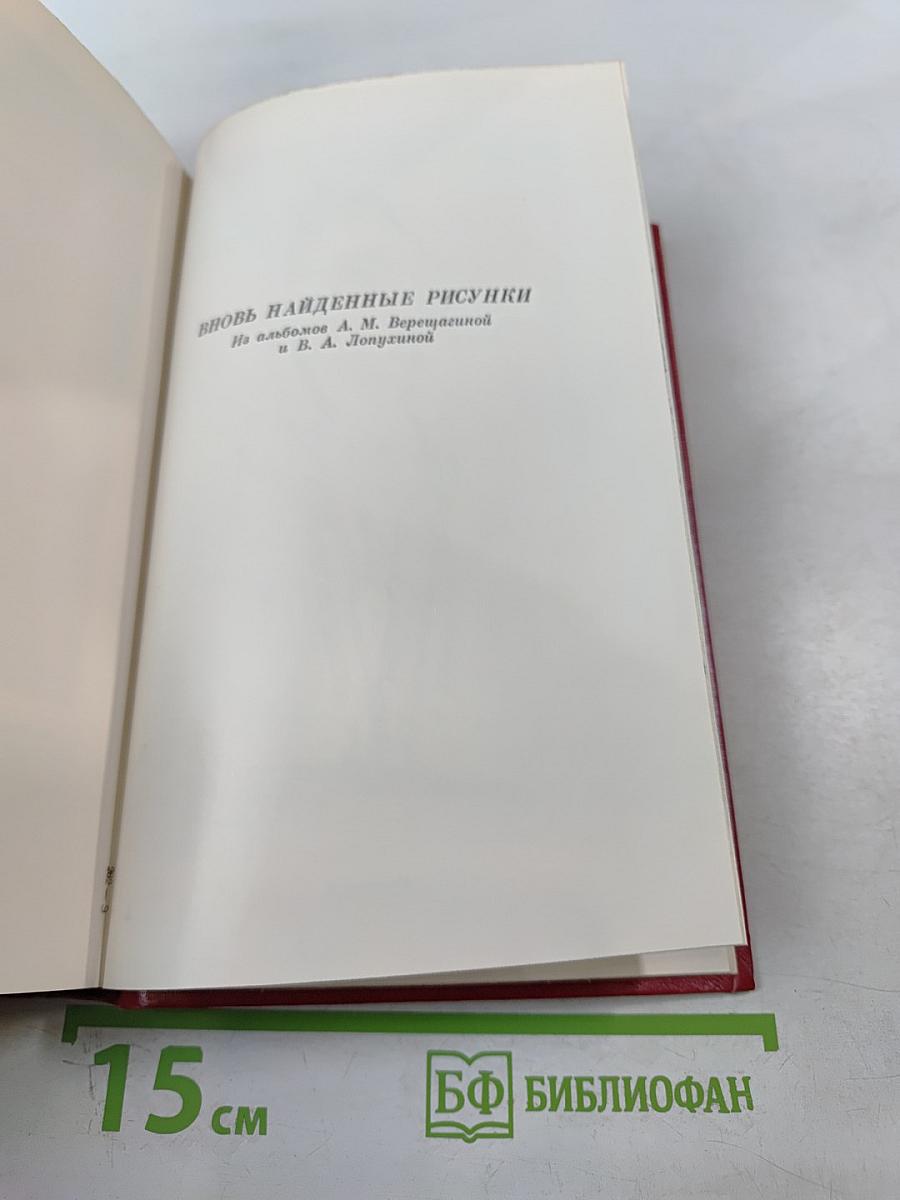 ВНОВЬ НАЙДЕННЫЕ РИСУНКИ
Из альбомов А. М. Верещагиной
и В. А. Лопухиной
15 см
БФ БИБЛИОФАН